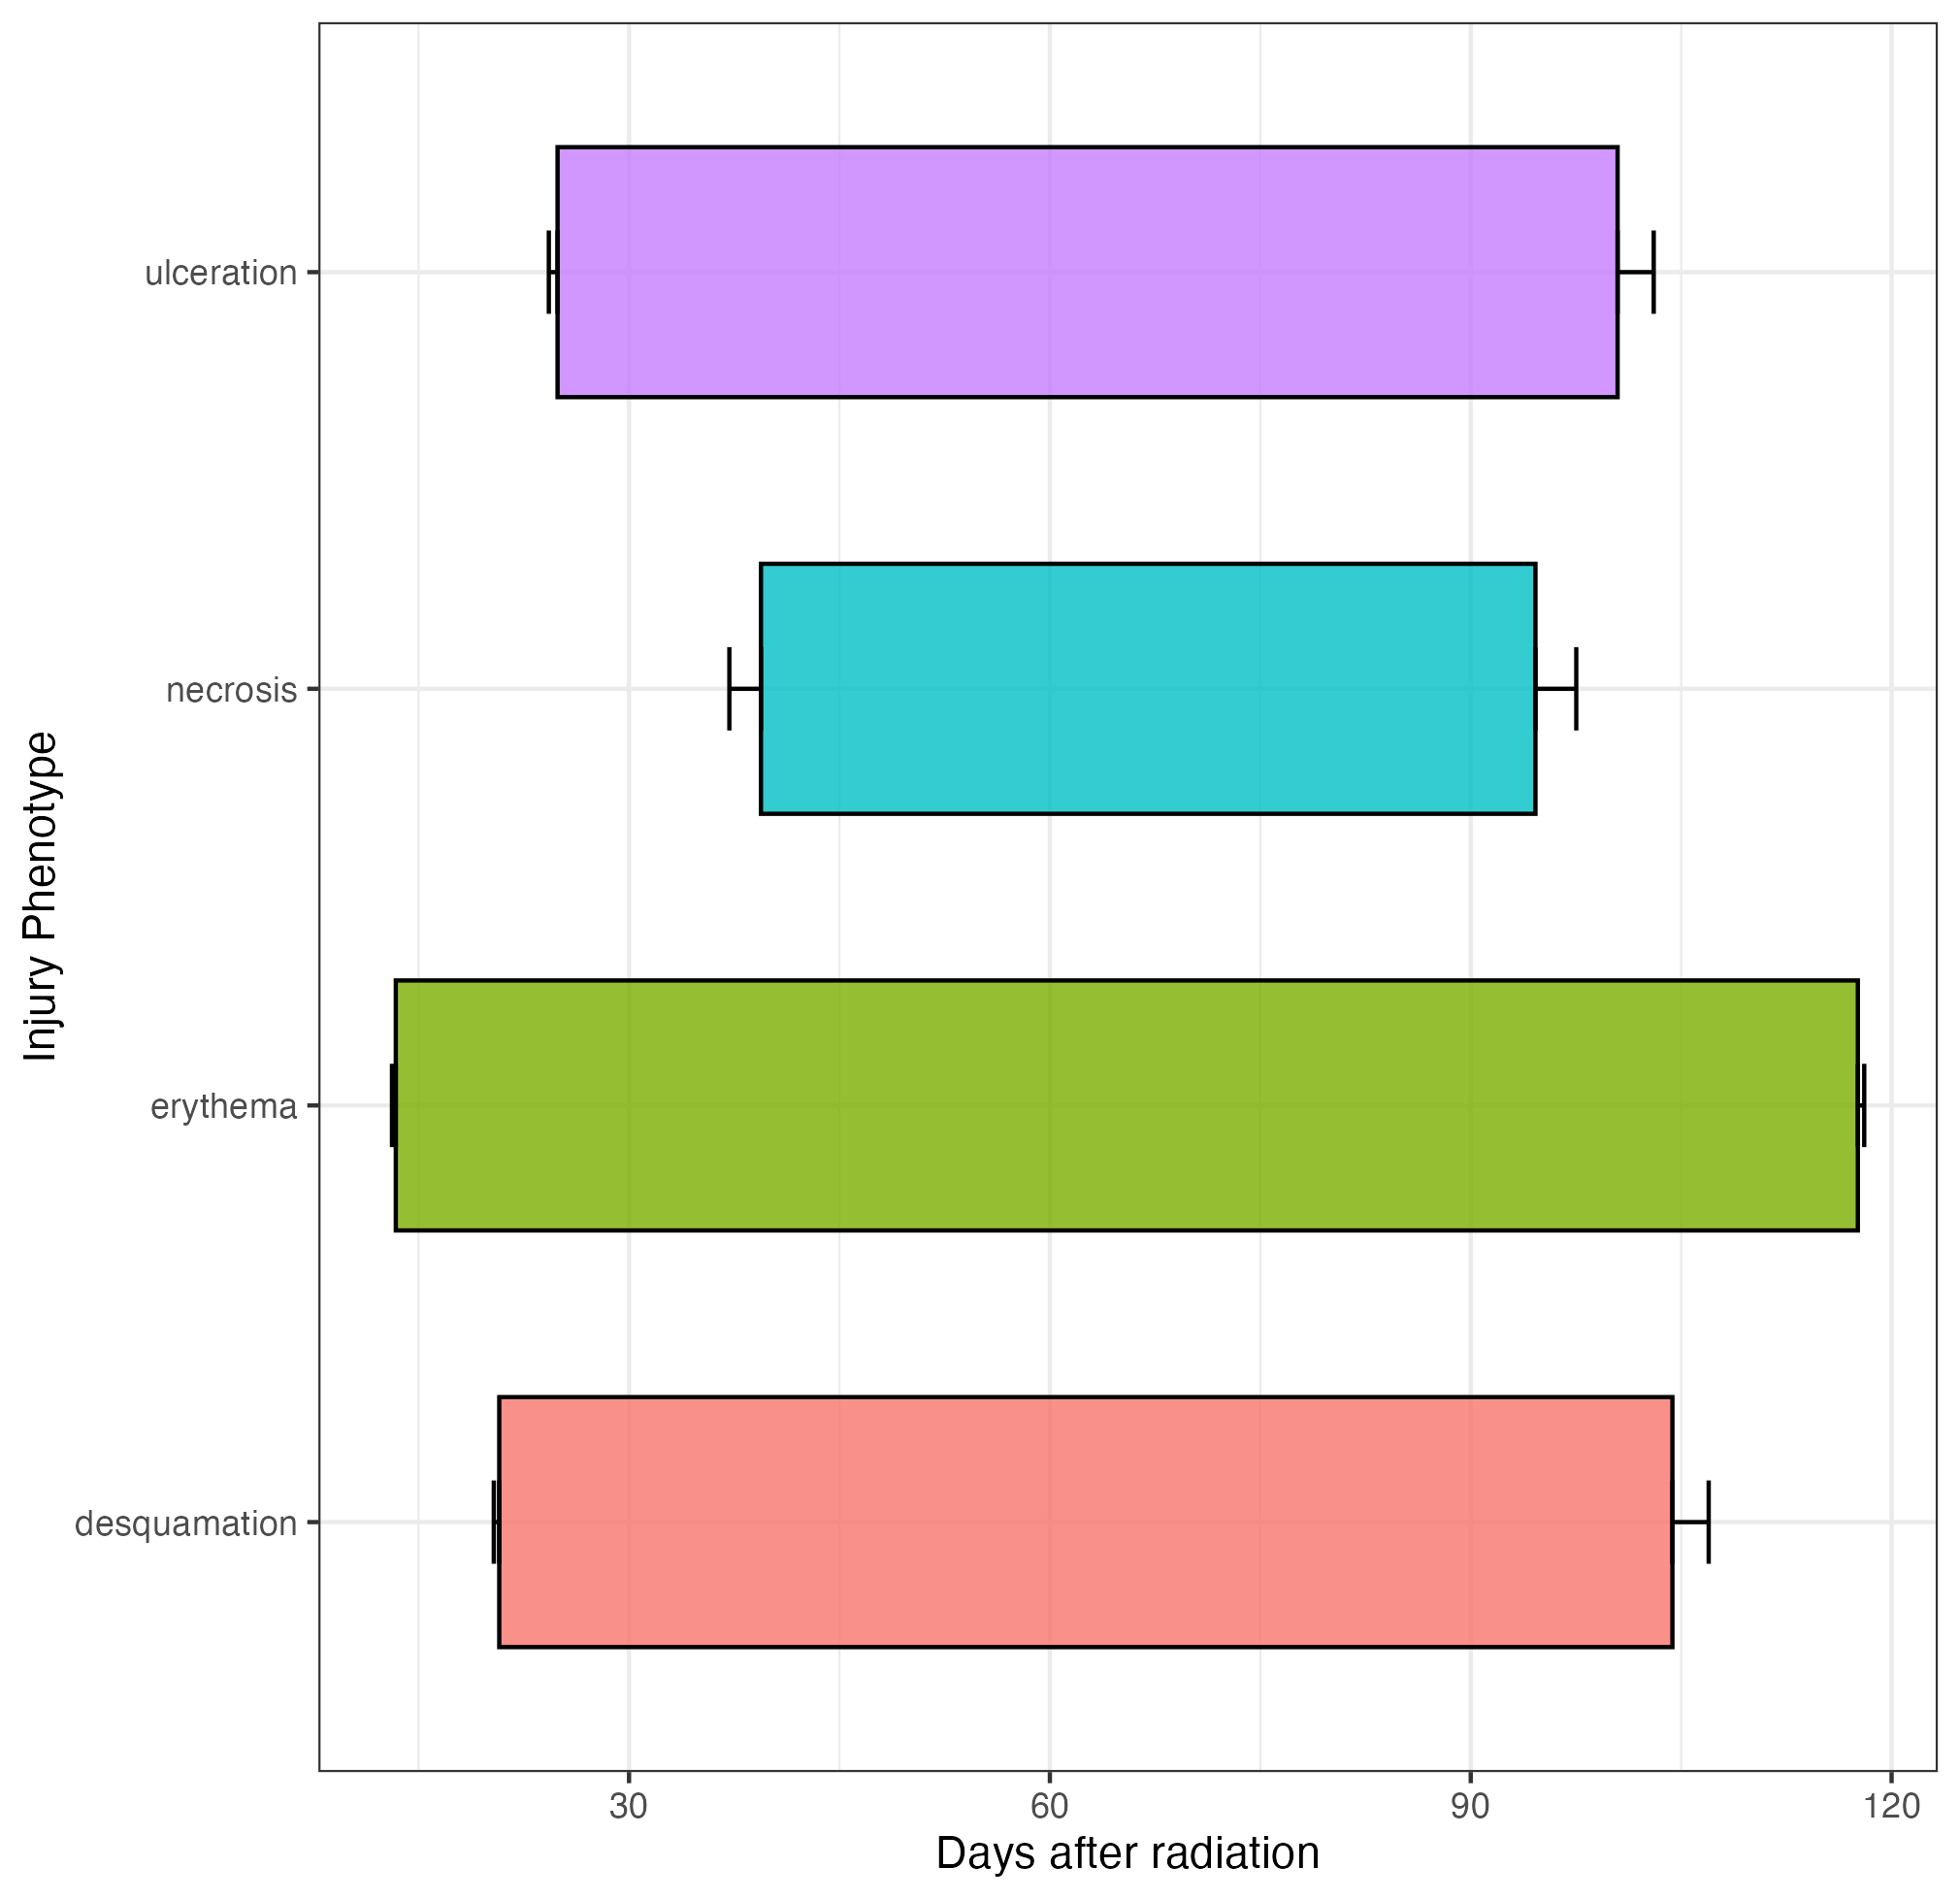 ulceration
necrosis
erythema
desquamation
Injury Phenotype
30 60 90 120
Days after radiation